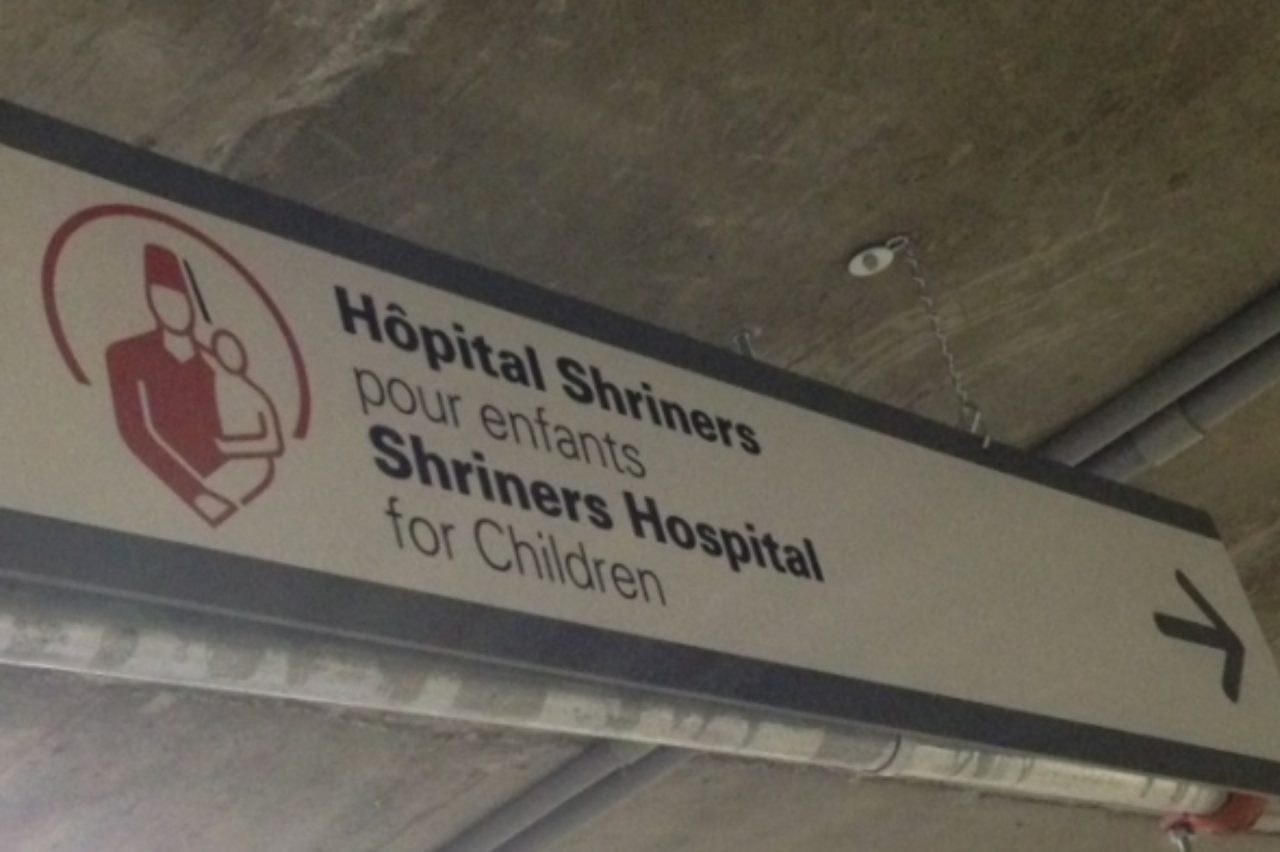 Hôpital Shriners
pour enfants
Shriners Hospital
for Children